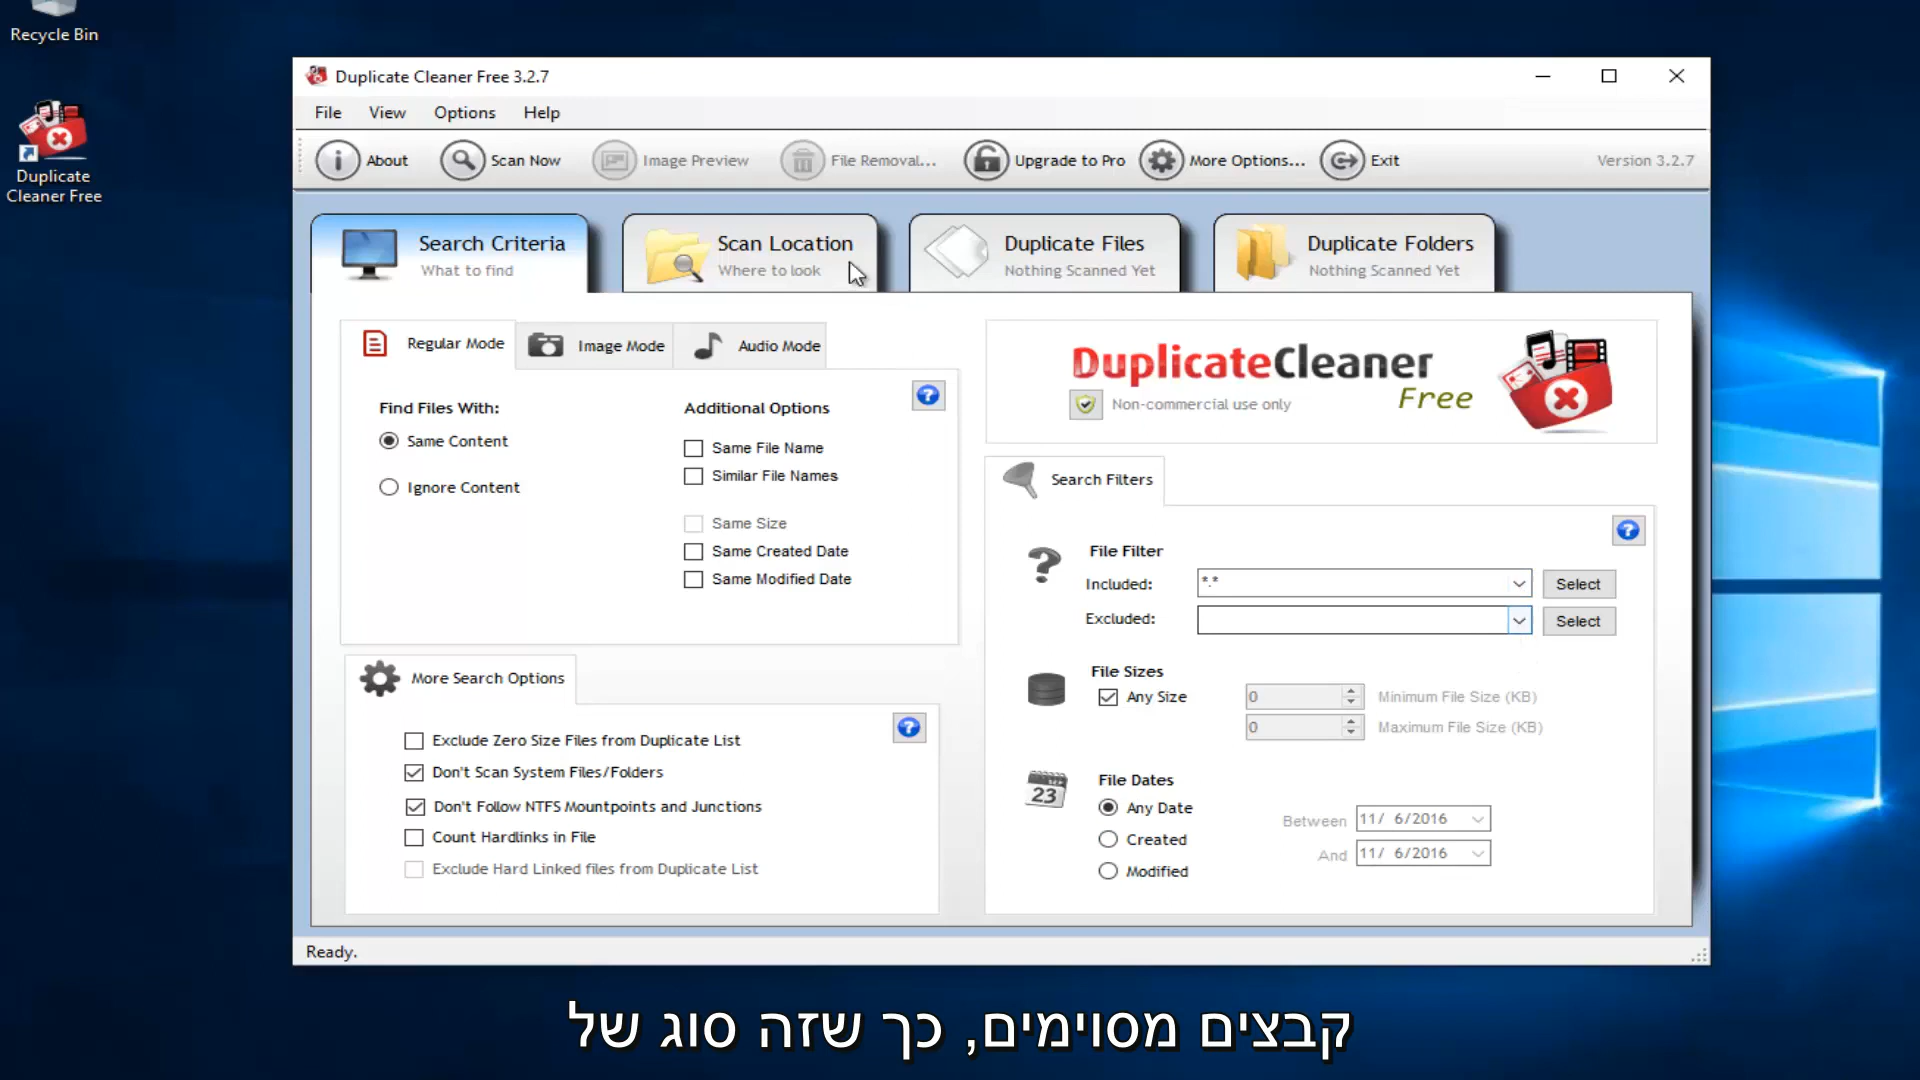 Recycle Bin
Duplicate
Cleaner Free
Duplicate Cleaner Free 3.2.7
File View Options Help
About Scan Now Image Preview File Removal... Upgrade to Pro More Options... Exit Version 3.2.7
Search Criteria
What to find
Scan Location
Where to look
Duplicate Files
Nothing Scanned Yet
Duplicate Folders
Nothing Scanned Yet
Regular Mode Image Mode Audio Mode
Find Files With:
Same Content
Ignore Content
Additional Options
Same File Name
Similar File Names
Same Size
Same Created Date
Same Modified Date
More Search Options
Exclude Zero Size Files from Duplicate List
Don't Scan System Files/Folders
Don't Follow NTFS Mountpoints and Junctions
Count Hardlinks in File
Exclude Hard Linked files from Duplicate List
DuplicateCleaner
Free
Non-commercial use only
Search Filters
File Filter
Included: *.* Select
Excluded: Select
File Sizes
Any Size 0 Minimum File Size (KB)
0 Maximum File Size (KB)
23
File Dates
Any Date
Created
Modified
Between 11/ 6/2016
And 11/ 6/2016
Ready.
קבצים מסוימים, כך שזה סוג של